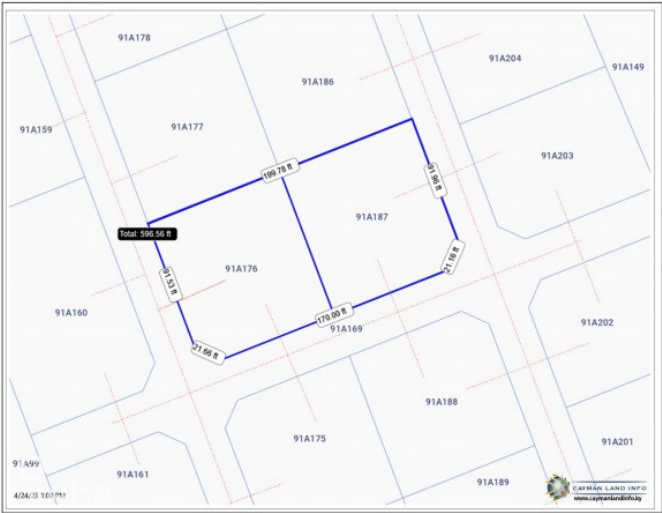 91A178
91A204
91A149
91A186
91A159
91A177
91A203
199.78 ft
91.96 ft
91A187
Total: 596.56 ft
91A176
91.53 ft
21.16 ft
91A160
170.00 ft
91A169
91A202
21.66 ft
91A188
91A175
91A201
91A99
91A161
91A189
CAYMAN LAND INFO
www.caymanlandinfo.ky
4/24/23 1:00 PM